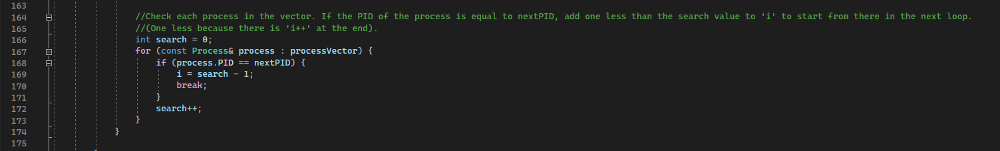 163
164 //Check each process in the vector. If the PID of the process is equal to nextPID, add one less than the search value to 'i' to start from there in the next loop.
165 //(One less because there is 'i++' at the end).
166 int search = 0;
167 for (const Process& process : processVector) {
168 if (process.PID == nextPID) {
169 i = search - 1;
170 break;
171 }
172 search++;
173 }
174 }
175